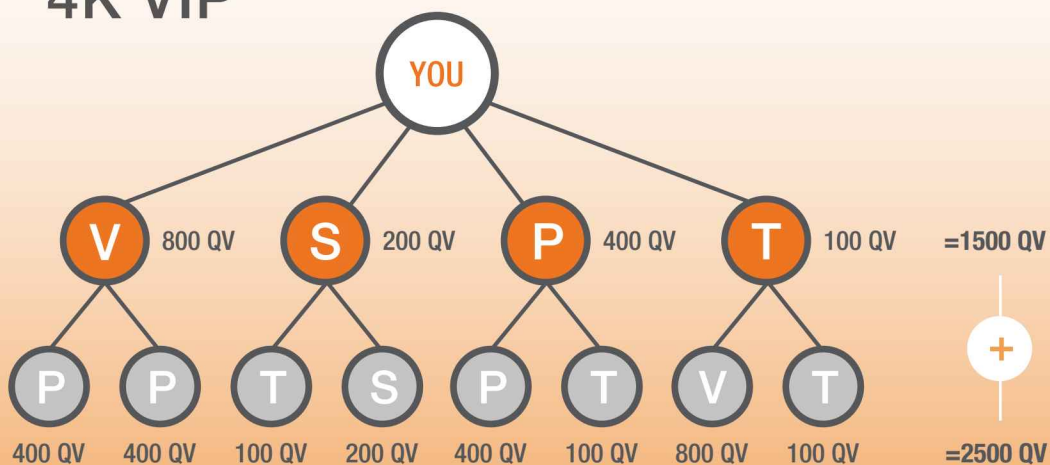 4K VIP
YOU
V 800 QV S 200 QV P 400 QV T 100 QV =1500 QV
+
P P T S P T V T
400 QV 400 QV 100 QV 200 QV 400 QV 100 QV 800 QV 100 QV =2500 QV